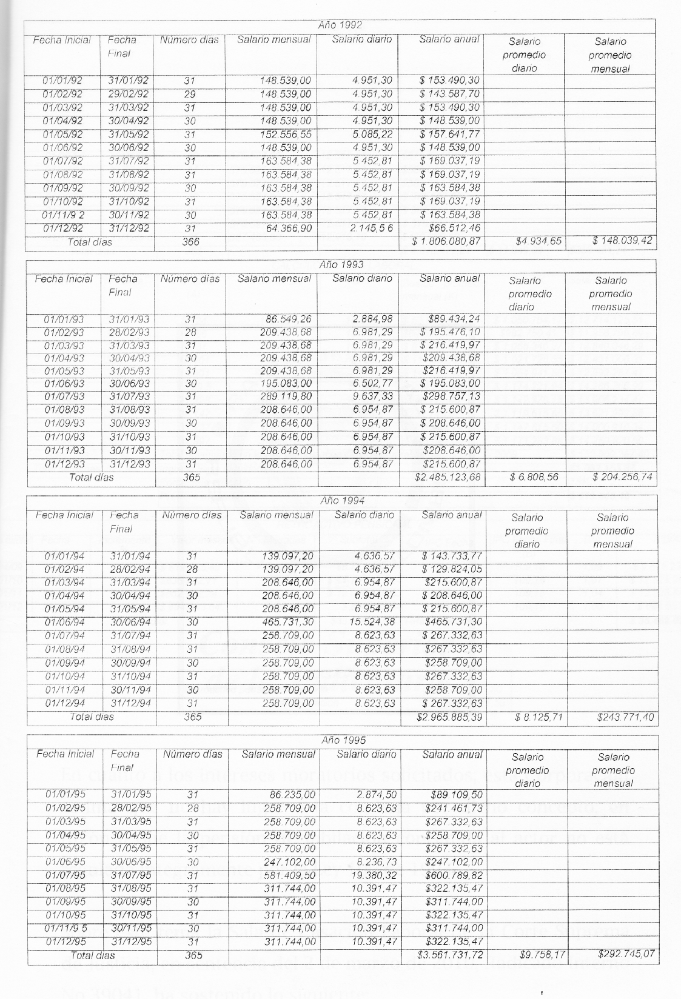 Año 1992
Fecha Inicial Fecha Final Número días Salario mensual Salario diario Salario anual Salario promedio diario Salario promedio mensual
01/01/92 31/01/92 31 148.539,00 4.951,30 $ 153.490,30
01/02/92 29/02/92 29 148.539,00 4.951,30 $ 143.587,70
01/03/92 31/03/92 31 148.539,00 4.951,30 $ 153.490,30
01/04/92 30/04/92 30 148.539,00 4.951,30 $ 148.539,00
01/05/92 31/05/92 31 152.556,55 5.085,22 $ 157.641,77
01/06/92 30/06/92 30 148.539,00 4.951,30 $ 148.539,00
01/07/92 31/07/92 31 163.584,38 5.452,81 $ 169.037,19
01/08/92 31/08/92 31 163.584,38 5.452,81 $ 169.037,19
01/09/92 30/09/92 30 163.584,38 5.452,81 $ 163.584,38
01/10/92 31/10/92 31 163.584,38 5.452,81 $ 169.037,19
01/11/9 2 30/11/92 30 163.584,38 5.452,81 $ 163.584,38
01/12/92 31/12/92 31 64.366,90 2.145,5 6 $66.512,46
Total días 366 $ 1.806.080,87 $4.934,65 $ 148.039,42
Año 1993
Fecha Inicial Fecha Final Número días Salario mensual Salario diario Salario anual Salario promedio diario Salario promedio mensual
01/01/93 31/01/93 31 86.549,26 2.884,98 $89.434,24
01/02/93 28/02/93 28 209.438,68 6.981,29 $ 195.476,10
01/03/93 31/03/93 31 209.438,68 6.981,29 $ 216.419,97
01/04/93 30/04/93 30 209.438,68 6.981,29 $209.438,68
01/05/93 31/05/93 31 209.438,68 6.981,29 $216.419,97
01/06/93 30/06/93 30 195.083,00 6.502,77 $ 195.083,00
01/07/93 31/07/93 31 289.119,80 9.637,33 $298.757,13
01/08/93 31/08/93 31 208.646,00 6.954,87 $ 215.600,87
01/09/93 30/09/93 30 208.646,00 6.954,87 $ 208.646,00
01/10/93 31/10/93 31 208.646,00 6.954,87 $ 215.600,87
01/11/93 30/11/93 30 208.646,00 6.954,87 $208.646,00
01/12/93 31/12/93 31 208.646,00 6.954,87 $215.600,87
Total días 365 $2.485.123,68 $ 6.808,56 $ 204.256,74
Año 1994
Fecha Inicial Fecha Final Número días Salario mensual Salario diario Salario anual Salario promedio diario Salario promedio mensual
01/01/94 31/01/94 31 139.097,20 4.636,57 $ 143.733,77
01/02/94 28/02/94 28 139.097,20 4.636,57 $ 129.824,05
01/03/94 31/03/94 31 208.646,00 6.954,87 $215.600,87
01/04/94 30/04/94 30 208.646,00 6.954,87 $ 208.646,00
01/05/94 31/05/94 31 208.646,00 6.954,87 $ 215.600,87
01/06/94 30/06/94 30 465.731,30 15.524,38 $465.731,30
01/07/94 31/07/94 31 258.709,00 8.623,63 $ 267.332,63
01/08/94 31/08/94 31 258.709,00 8.623,63 $267.332,63
01/09/94 30/09/94 30 258.709,00 8.623,63 $258.709,00
01/10/94 31/10/94 31 258.709,00 8.623,63 $267.332,63
01/11/94 30/11/94 30 258.709,00 8.623,63 $258.709,00
01/12/94 31/12/94 31 258.709,00 8.623,63 $ 267.332,63
Total días 365 $2.965.885,39 $ 8.125,71 $243.771,40
Año 1995
Fecha Inicial Fecha Final Número días Salario mensual Salario diario Salario anual Salario promedio diario Salario promedio mensual
01/01/95 31/01/95 31 86.235,00 2.874,50 $89.109,50
01/02/95 28/02/95 28 258.709,00 8.623,63 $241.461,73
01/03/95 31/03/95 31 258.709,00 8.623,63 $267.332,63
01/04/95 30/04/95 30 258.709,00 8.623,63 $258.709,00
01/05/95 31/05/95 31 258.709,00 8.623,63 $267.332,63
01/06/95 30/06/95 30 247.102,00 8.236,73 $247.102,00
01/07/95 31/07/95 31 581.409,50 19.380,32 $600.789,82
01/08/95 31/08/95 31 311.744,00 10.391,47 $322.135,47
01/09/95 30/09/95 30 311.744,00 10.391,47 $311.744,00
01/10/95 31/10/95 31 311.744,00 10.391,47 $322.135,47
01/11/9 5 30/11/95 30 311.744,00 10.391,47 $311.744,00
01/12/95 31/12/95 31 311.744,00 10.391,47 $322.135,47
Total días 365 $3.561.731,72 $9.758,17 $292.745,07